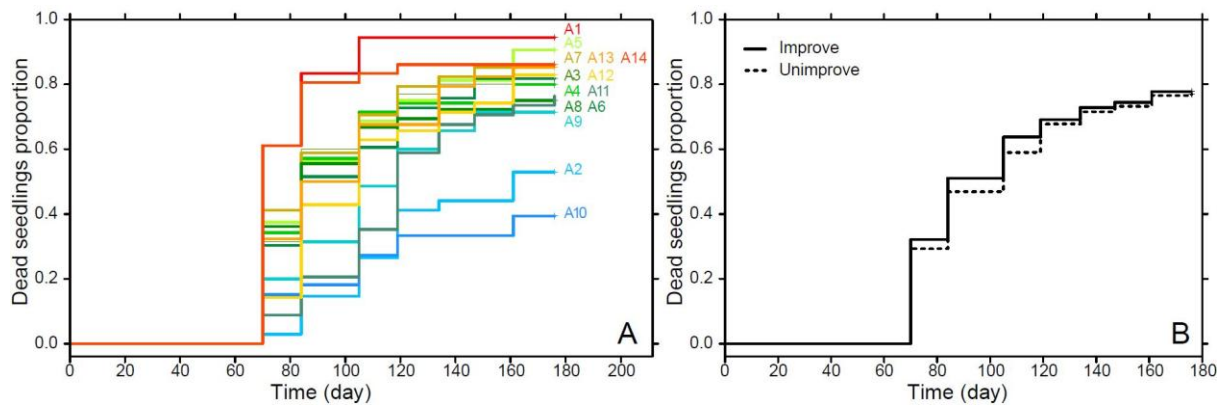 Dead seedlings proportion
1.0
0.8
0.6
0.4
0.2
0.0
A1
A5
A7 A13 A14
A3 A12
A4 A11
A8 A6
A9
A2
A10
A
0 20 40 60 80 100 120 140 160 180 200
Time (day)
Dead seedlings proportion
1.0
0.8
0.6
0.4
0.2
0.0
Improve
Unimprove
B
0 20 40 60 80 100 120 140 160 180
Time (day)